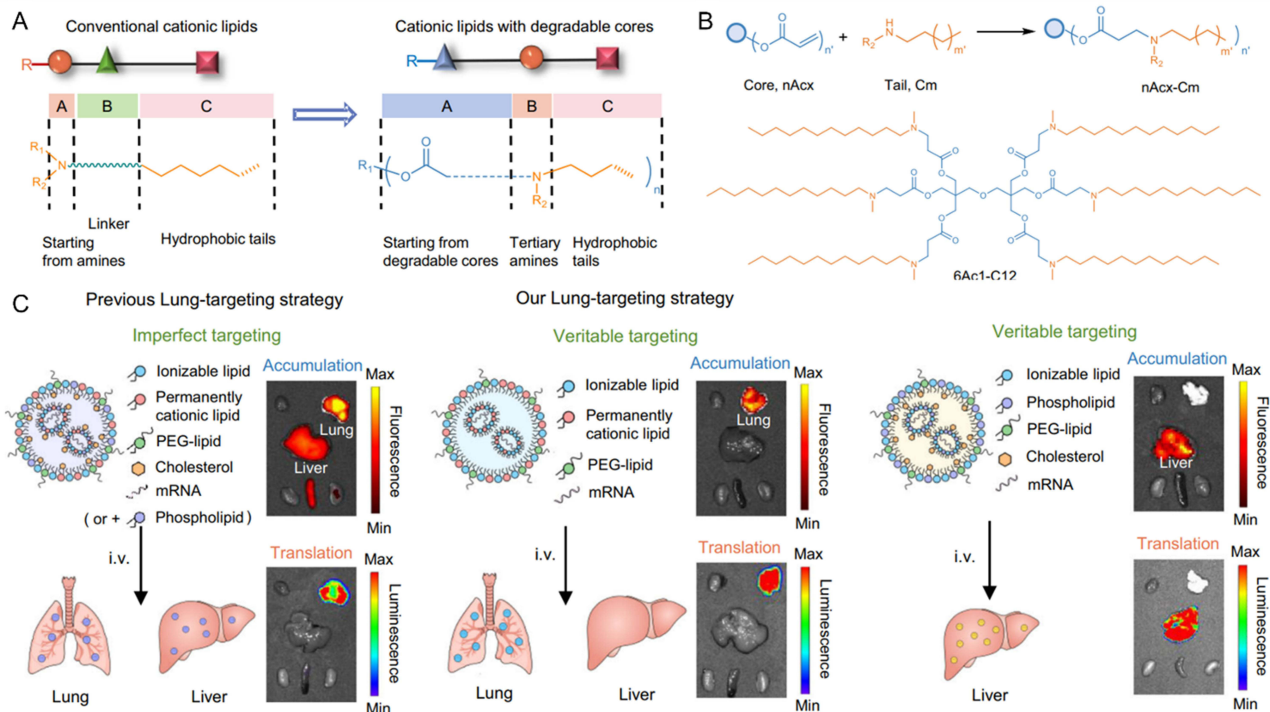 A
Conventional cationic lipids
R
A
B
C
R₁
N
R₂
Linker
Starting
from amines
Hydrophobic tails
Cationic lipids with degradable cores
R
A
B
C
R₁
O
O
N
R₂
n
Starting from
degradable cores
Tertiary
amines
Hydrophobic
tails
B
O
O
n'
+
H
N
R₂
m'
O
O
N
R₂
m'
n'
Core, nAcx
Tail, Cm
nAcx-Cm
N
N
O
O
O
O
N
O
O
O
O
O
N
O
O
O
O
N
N
6Ac1-C12
C
Previous Lung-targeting strategy
Imperfect targeting
Ionizable lipid
Permanently
cationic lipid
PEG-lipid
Cholesterol
mRNA
( or + Phospholipid )
i.v.
Lung
Liver
Accumulation
Lung
Liver
Max
Fluorescence
Min
Translation
Max
Luminescence
Min
Our Lung-targeting strategy
Veritable targeting
Ionizable lipid
Permanently
cationic lipid
PEG-lipid
mRNA
i.v.
Lung
Liver
Accumulation
Lung
Max
Fluorescence
Min
Translation
Max
Luminescence
Min
Veritable targeting
Ionizable lipid
Phospholipid
PEG-lipid
Cholesterol
mRNA
i.v.
Liver
Accumulation
Liver
Max
Fluorescence
Min
Translation
Max
Luminescence
Min